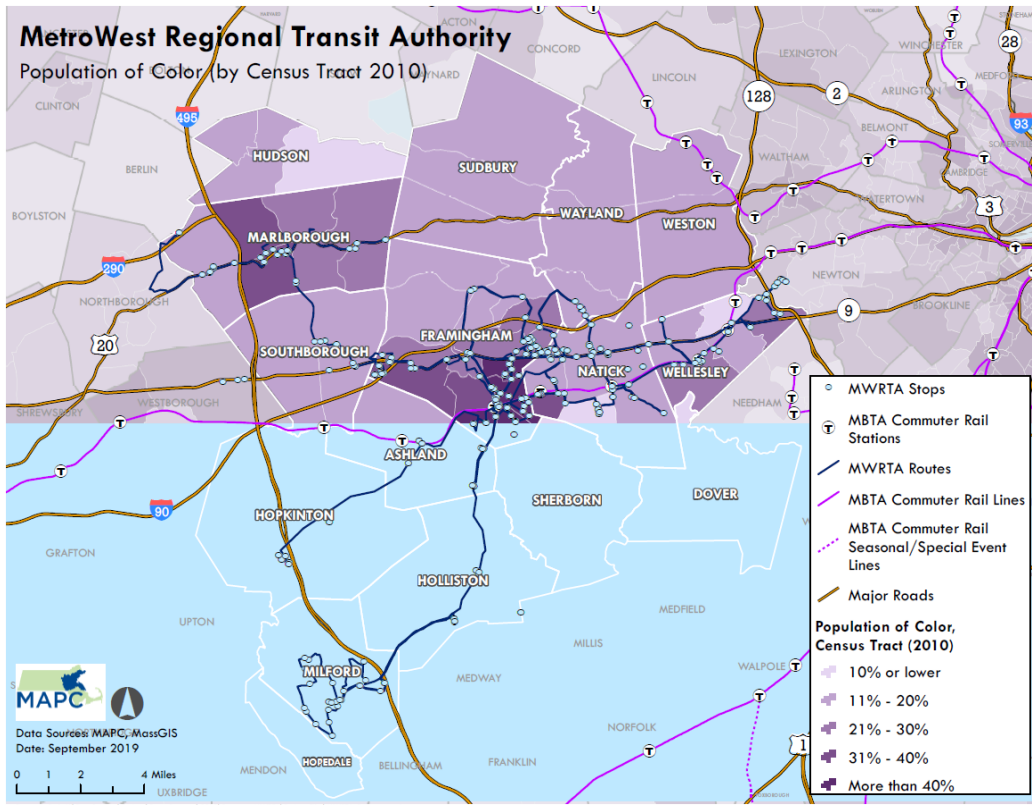 MetroWest Regional Transit Authority
Population of Color (by Census Tract 2010)
ACTON
CONCORD
LINCOLN
LEXINGTON
WINCHESTER
28
CLINTON
495
128
2
ARLINGTON
MEDFORD
93
BELMONT
SOMERVILLE
HUDSON
BERLIN
SUDBURY
WALTHAM
CAMBRIDGE
WATERTOWN
BOYLSTON
MARLBOROUGH
WAYLAND
WESTON
3
290
NORTHBOROUGH
NEWTON
BROOKLINE
9
20
FRAMINGHAM
SOUTHBOROUGH
NATICK
WELLESLEY
SHREWSBURY
WESTBOROUGH
NEEDHAM
ASHLAND
SHERBORN
DOVER
90
HOPKINTON
GRAFTON
HOLLISTON
UPTON
MEDFIELD
MILLIS
MILFORD
MEDWAY
WALPOLE
NORFOLK
HOPEDALE
MENDON
BELLINGHAM
FRANKLIN
UXBRIDGE
1
MWRTA Stops
T
MBTA Commuter Rail
Stations
MWRTA Routes
MBTA Commuter Rail Lines
MBTA Commuter Rail
Seasonal/Special Event
Lines
Major Roads
Population of Color,
Census Tract (2010)
10% or lower
11% - 20%
21% - 30%
31% - 40%
More than 40%
MAPC
Data Sources: MAPC, MassGIS
Date: September 2019
0 1 2 4 Miles